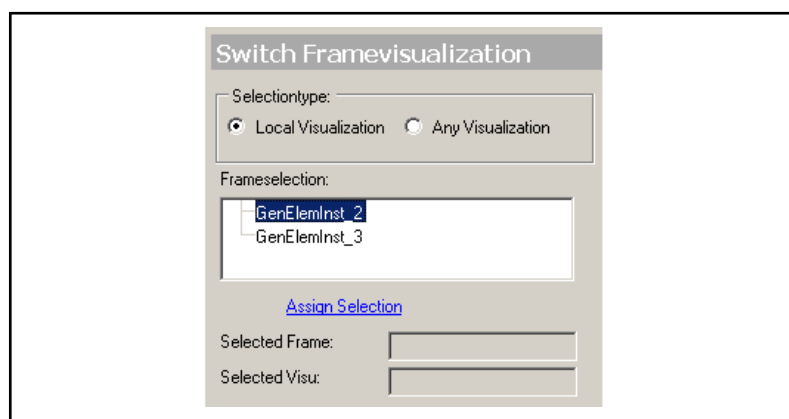 Switch Framevisualization
Selectiontype:
Local Visualization Any Visualization
Frameselection:
GenElemInst_2
GenElemInst_3
Assign Selection
Selected Frame:
Selected Visu: